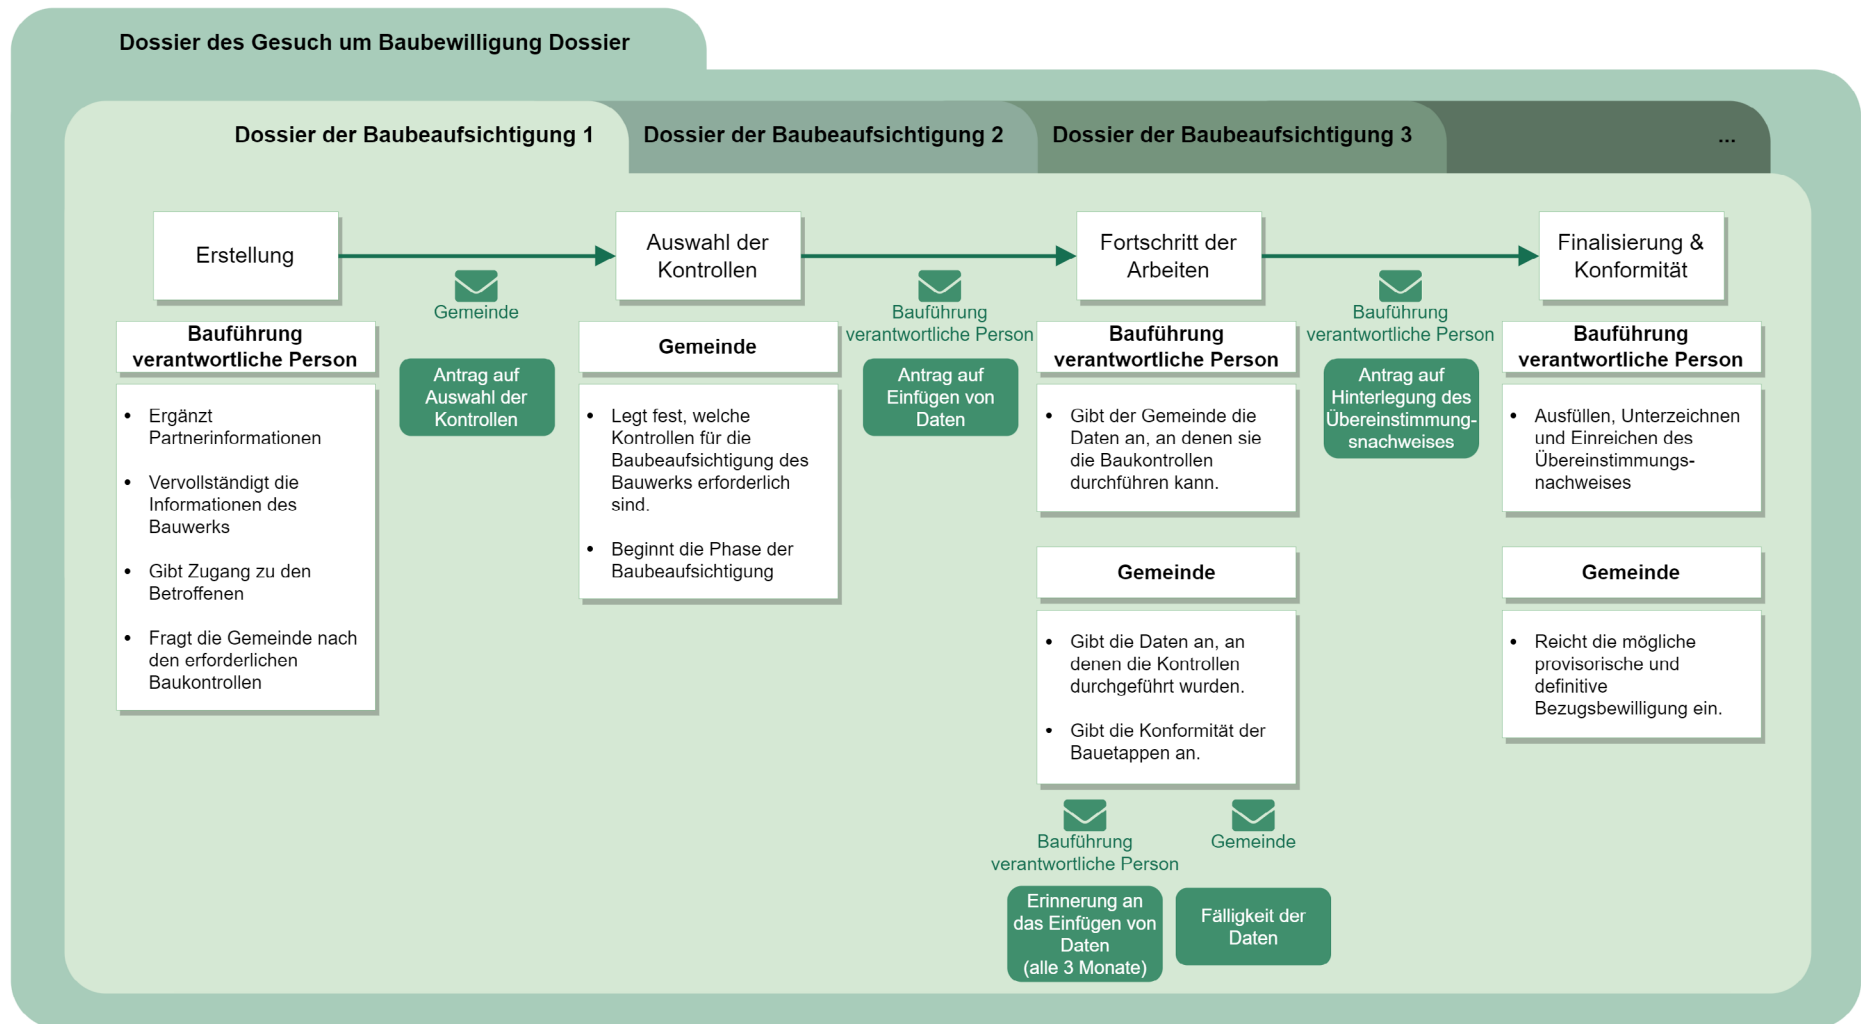 Dossier des Gesuch um Baubewilligung Dossier
Dossier der Baubeaufsichtigung 1
Dossier der Baubeaufsichtigung 2
Dossier der Baubeaufsichtigung 3
...
Erstellung
Gemeinde
Antrag auf
Auswahl der
Kontrollen
Auswahl der
Kontrollen
Bauführung
verantwortliche Person
Antrag auf
Einfügen von
Daten
Fortschritt der
Arbeiten
Bauführung
verantwortliche Person
Antrag auf
Hinterlegung des
Übereinstimmung-
snachweises
Finalisierung &
Konformität
Bauführung
verantwortliche Person
• Ergänzt
Partnerinformationen
• Vervollständigt die
Informationen des
Bauwerks
• Gibt Zugang zu den
Betroffenen
• Fragt die Gemeinde nach
den erforderlichen
Baukontrollen
Gemeinde
• Legt fest, welche
Kontrollen für die
Baubeaufsichtigung des
Bauwerks erforderlich
sind.
• Beginnt die Phase der
Baubeaufsichtigung
Bauführung
verantwortliche Person
• Gibt der Gemeinde die
Daten an, an denen sie
die Baukontrollen
durchführen kann.
Gemeinde
• Gibt die Daten an, an
denen die Kontrollen
durchgeführt wurden.
• Gibt die Konformität der
Bauetappen an.
Bauführung
verantwortliche Person
Erinnerung an
das Einfügen von
Daten
(alle 3 Monate)
Gemeinde
Fälligkeit der
Daten
Bauführung
verantwortliche Person
• Ausfüllen, Unterzeichnen
und Einreichen des
Übereinstimmungs-
nachweises
Gemeinde
• Reicht die mögliche
provisorische und
definitive
Bezugsbewilligung ein.